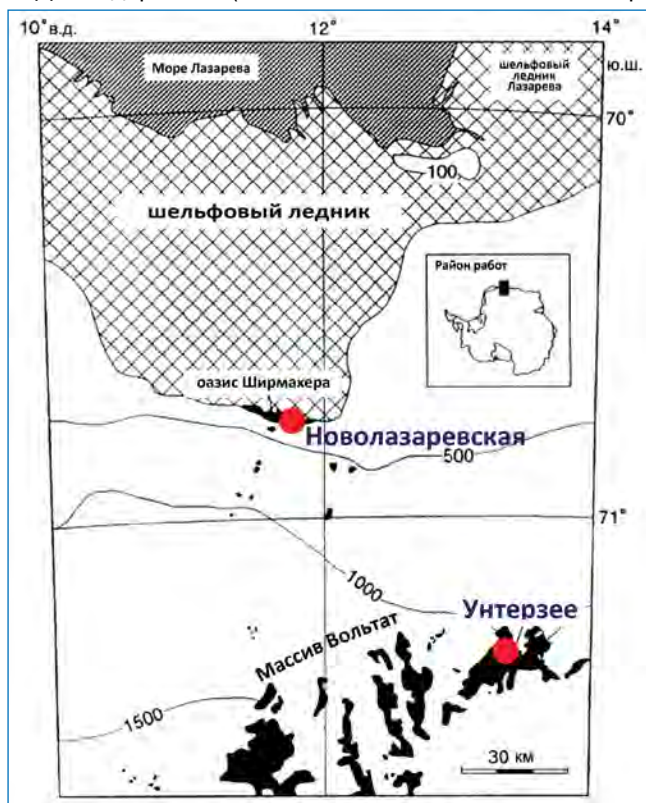 10° в.д.
12°
14°
Море Лазарева
шельфовый
ледник
Лазарева
ю.ш.
70°
100
шельфовый ледник
Район работ
оазис Ширмахера
Новолазаревская
500
71°
1000
Унтерзее
Массив Вольтат
1500
30 км